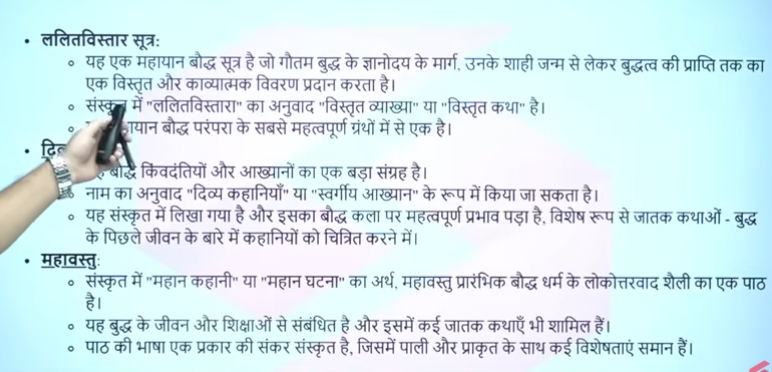 • ललितविस्तार सूत्र:
◦ यह एक महायान बौद्ध सूत्र है जो गौतम बुद्ध के ज्ञानोदय के मार्ग, उनके शाही जन्म से लेकर बुद्धत्व की प्राप्ति तक का
एक विस्तृत और काव्यात्मक विवरण प्रदान करता है।
◦ में "ललितविस्तारा" का अनुवाद "विस्तृत व्याख्या" या "विस्तृत कथा" है।
◦ बौद्ध परंपरा के सबसे महत्वपूर्ण ग्रंथों में से एक है।
•
किंवदंतियों और आख्यानों का एक बड़ा संग्रह है।
नाम का अनुवाद "दिव्य कहानियाँ" या "स्वर्गीय आख्यान" के रूप में किया जा सकता है।
◦ यह संस्कृत में लिखा गया है और इसका बौद्ध कला पर महत्वपूर्ण प्रभाव पड़ा है, विशेष रूप से जातक कथाओं - बुद्ध
के पिछले जीवन के बारे में कहानियों को चित्रित करने में।
• महावस्तु:
◦ संस्कृत में "महान कहानी" या "महान घटना" का अर्थ, महावस्तु प्रारंभिक बौद्ध धर्म के लोकोत्तरवाद शैली का एक पाठ
है।
◦ यह बुद्ध के जीवन और शिक्षाओं से संबंधित है और इसमें कई जातक कथाएँ भी शामिल हैं।
◦ पाठ की भाषा एक प्रकार की संकर संस्कृत है, जिसमें पाली और प्राकृत के साथ कई विशेषताएं समान हैं।